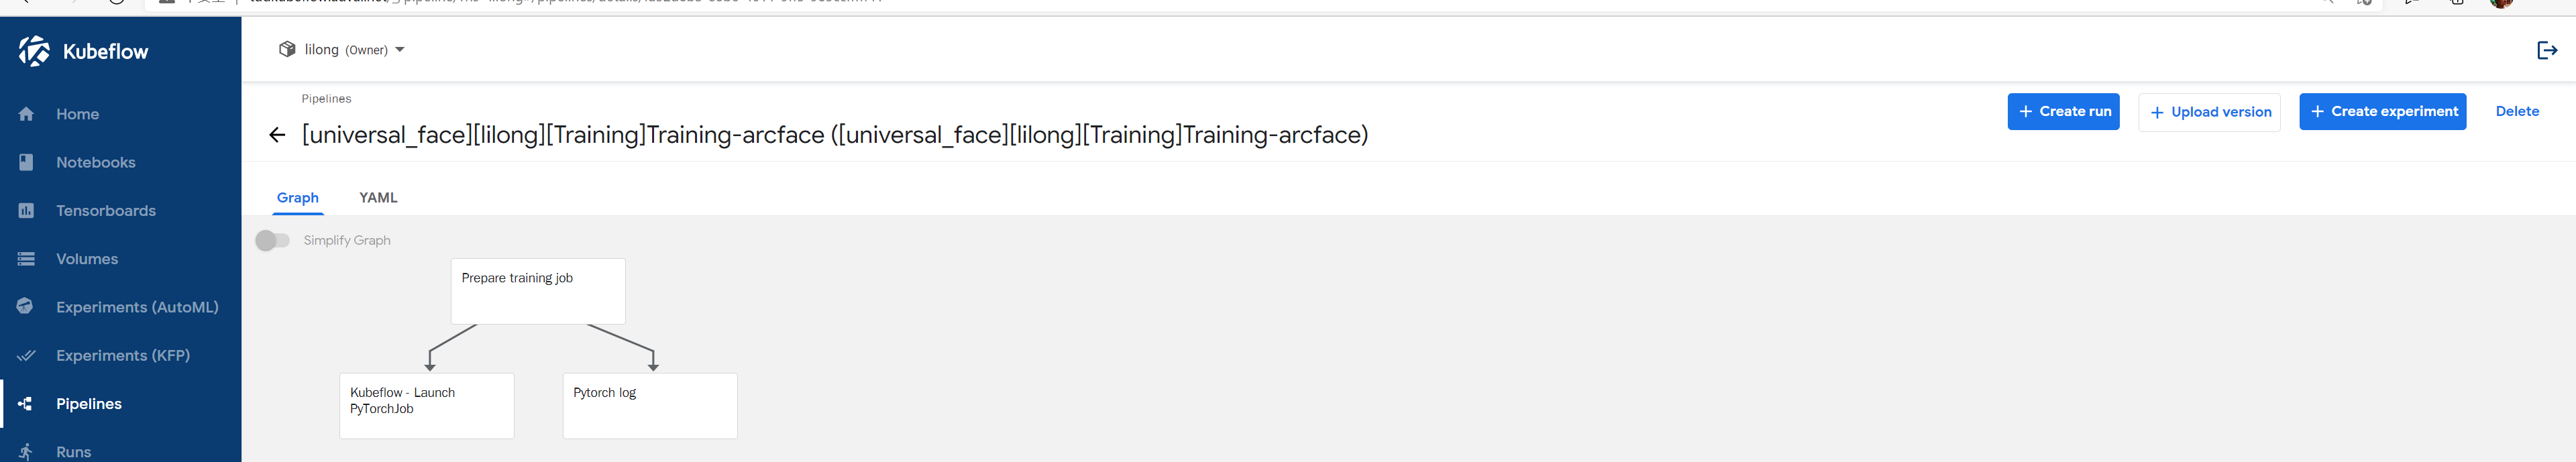 Kubeflow
lilong (Owner)
Home
Notebooks
Tensorboards
Volumes
Experiments (AutoML)
Experiments (KFP)
Pipelines
Runs
Pipelines
[universal_face][lilong][Training]Training-arcface ([universal_face][lilong][Training]Training-arcface)
+ Create run
+ Upload version
+ Create experiment
Delete
Graph
YAML
Simplify Graph
Prepare training job
Kubeflow - Launch
PyTorchJob
Pytorch log